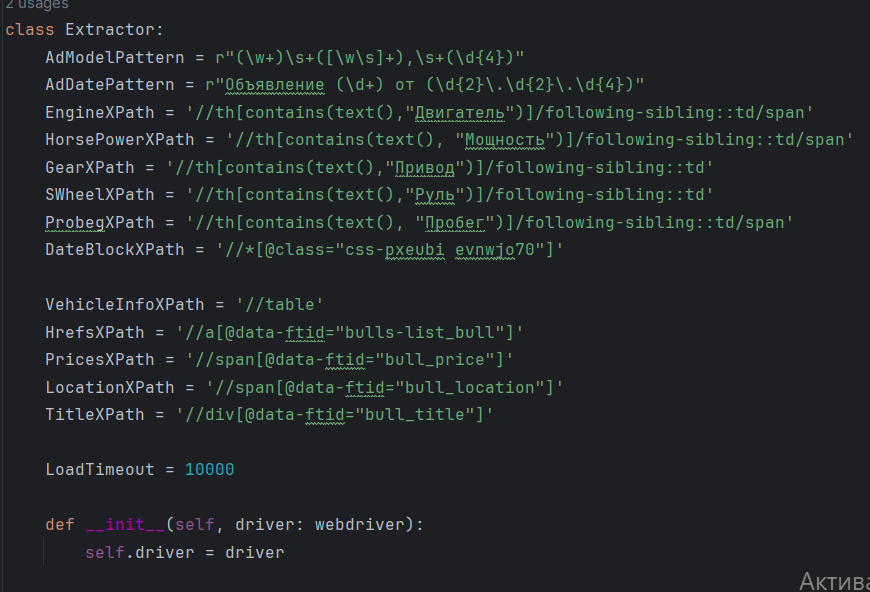 2 usages
class Extractor:
    AdModelPattern = r"(\w+)\s+([\w\s]+),\s+(\d{4})"
    AdDatePattern = r"Объявление (\d+) от (\d{2}\.\d{2}\.\d{4})"
    EngineXPath = '//th[contains(text(),"Двигатель")]/following-sibling::td/span'
    HorsePowerXPath = '//th[contains(text(), "Мощность")]/following-sibling::td/span'
    GearXPath = '//th[contains(text(),"Привод")]/following-sibling::td'
    SWheelXPath = '//th[contains(text(),"Руль")]/following-sibling::td'
    ProbegXPath = '//th[contains(text(), "Пробег")]/following-sibling::td/span'
    DateBlockXPath = '//*[@class="css-pxeubi evnwjo70"]'
    VehicleInfoXPath = '//table'
    HrefsXPath = '//a[@data-ftid="bulls-list_bull"]'
    PricesXPath = '//span[@data-ftid="bull_price"]'
    LocationXPath = '//span[@data-ftid="bull_location"]'
    TitleXPath = '//div[@data-ftid="bull_title"]'
    LoadTimeout = 10000
    def __init__(self, driver: webdriver):
        self.driver = driver